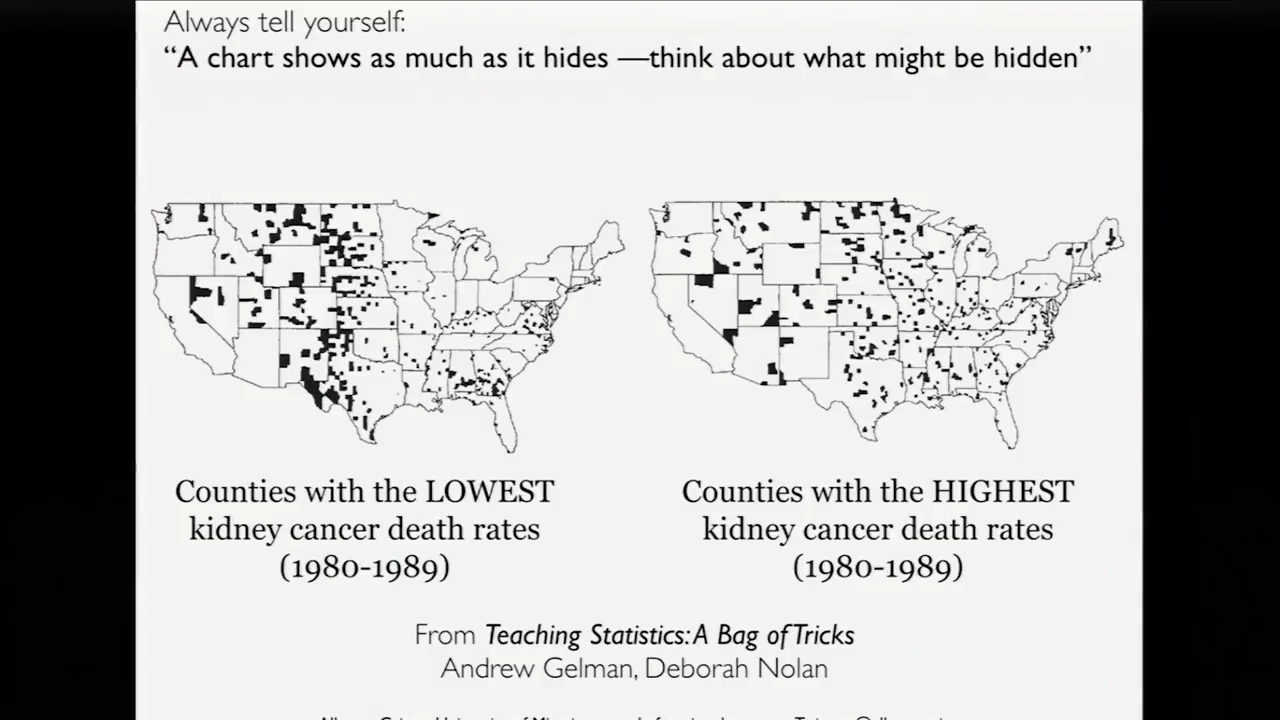 Always tell yourself:
“A chart shows as much as it hides —think about what might be hidden”
Counties with the LOWEST
kidney cancer death rates
(1980-1989)
Counties with the HIGHEST
kidney cancer death rates
(1980-1989)
From Teaching Statistics: A Bag of Tricks
Andrew Gelman, Deborah Nolan